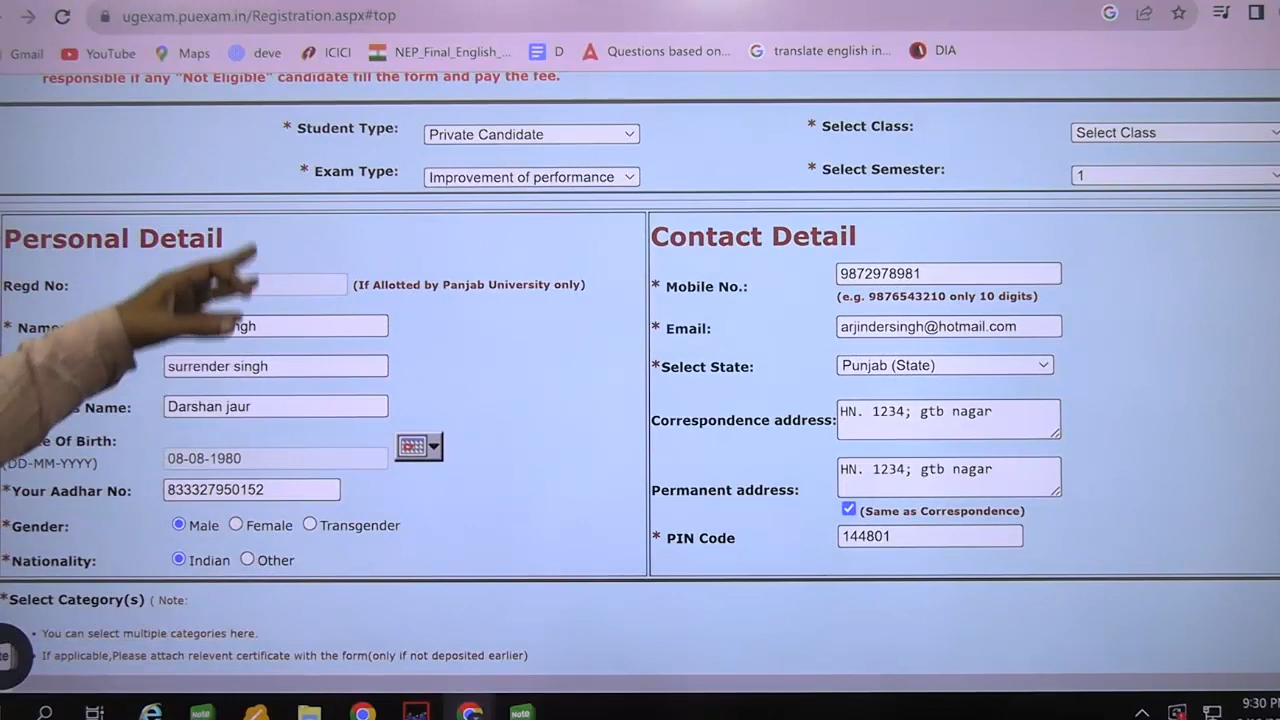 ugexam.puexam.in/Registration.aspx#top
Gmail YouTube Maps deve ICICI NEP_Final_English_... D Questions based on... translate english in... DIA
responsible if any "Not Eligible" candidate fill the form and pay the fee.
* Student Type: Private Candidate * Select Class: Select Class
* Exam Type: Improvement of performance * Select Semester: 1
Personal Detail
Regd No: (If Allotted by Panjab University only)
* Name
surrender singh
Name: Darshan jaur
Of Birth:
(DD-MM-YYYY) 08-08-1980
*Your Aadhar No: 833327950152
*Gender: Male Female Transgender
*Nationality: Indian Other
Contact Detail
* Mobile No.: 9872978981
(e.g. 9876543210 only 10 digits)
* Email: arjindersingh@hotmail.com
*Select State: Punjab (State)
Correspondence address: HN. 1234; gtb nagar
Permanent address: HN. 1234; gtb nagar
(Same as Correspondence)
* PIN Code 144801
*Select Category(s) ( Note:
• You can select multiple categories here.
• If applicable,Please attach relevent certificate with the form(only if not deposited earlier)
Note Note 9:30 PM